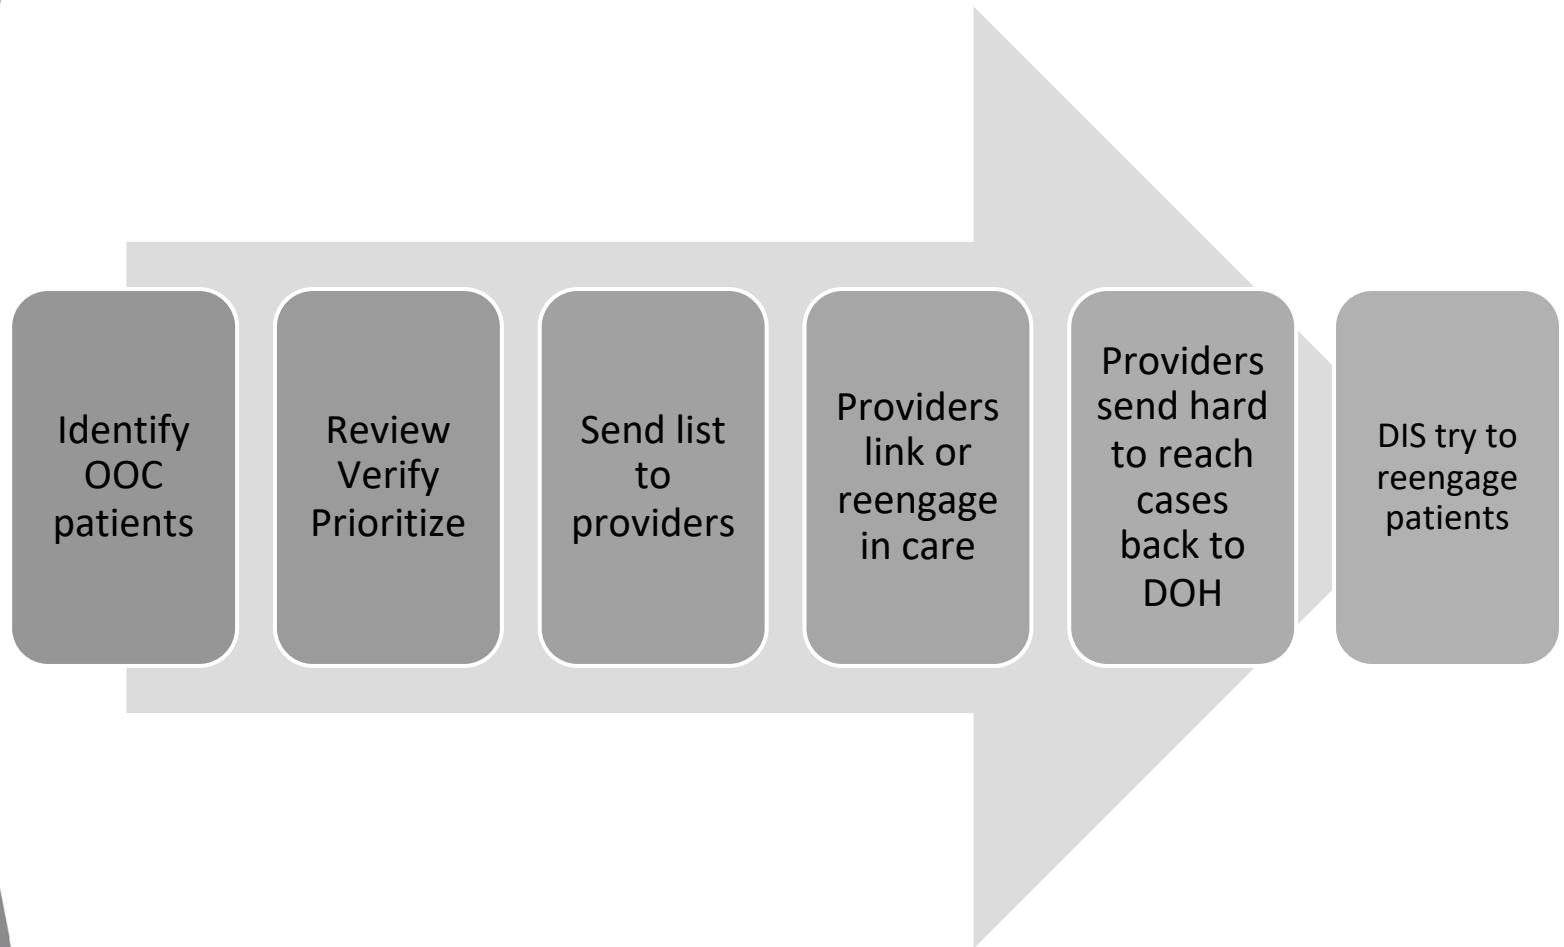 Identify
OOC
patients
Review
Verify
Prioritize
Send list
to
providers
Providers
link or
reengage
in care
Providers
send hard
to reach
cases
back to
DOH
DIS try to
reengage
patients